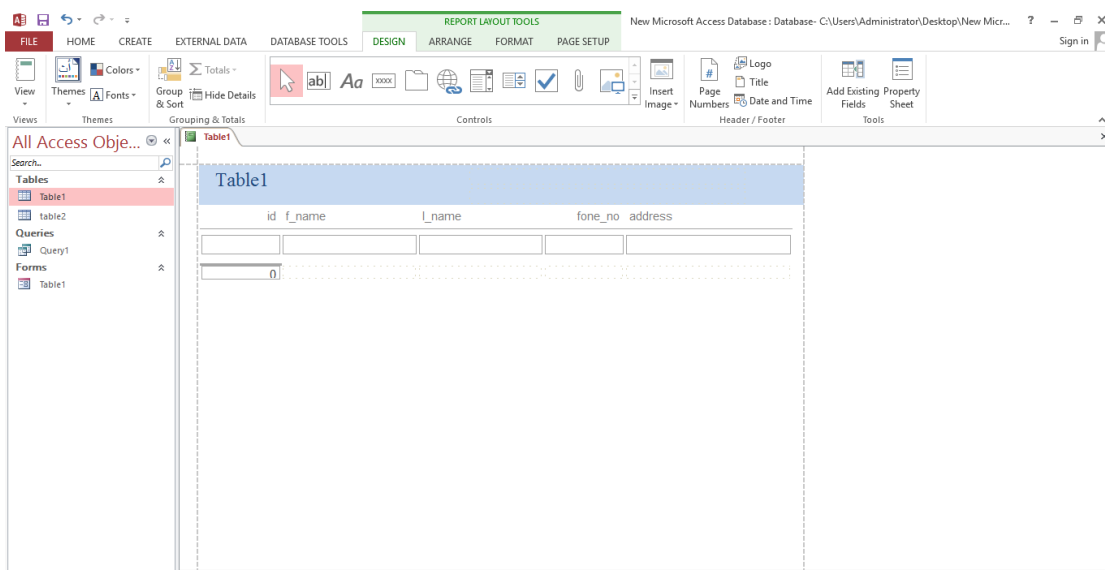 REPORT LAYOUT TOOLS
New Microsoft Access Database : Database- C:\Users\Administrator\Desktop\New Micr...
?
FILE HOME CREATE EXTERNAL DATA DATABASE TOOLS DESIGN ARRANGE FORMAT PAGE SETUP Sign in
View
Views
Themes
Colors
Fonts
Themes
Group & Sort
Totals
Hide Details
Grouping & Totals
ab| Aa xxxx
Controls
Insert Image
Page Numbers
Logo
Title
Date and Time
Header / Footer
Add Existing Fields
Property Sheet
Tools
All Access Obje... «
Search...
Tables
Table1
table2
Queries
Query1
Forms
Table1
Table1
Table1
id f_name l_name fone_no address
0